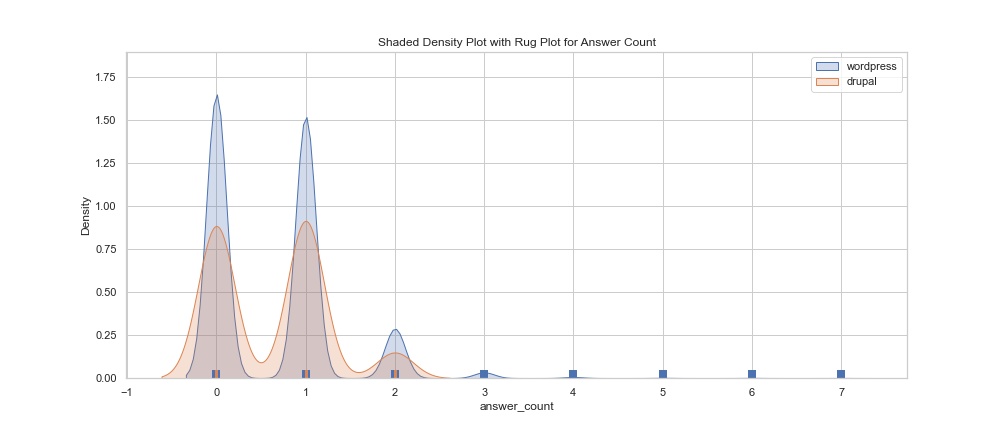 Shaded Density Plot with Rug Plot for Answer Count
wordpress
drupal
1.75
1.50
1.25
1.00
0.75
0.50
0.25
0.00
Density
−1 0 1 2 3 4 5 6 7
answer_count